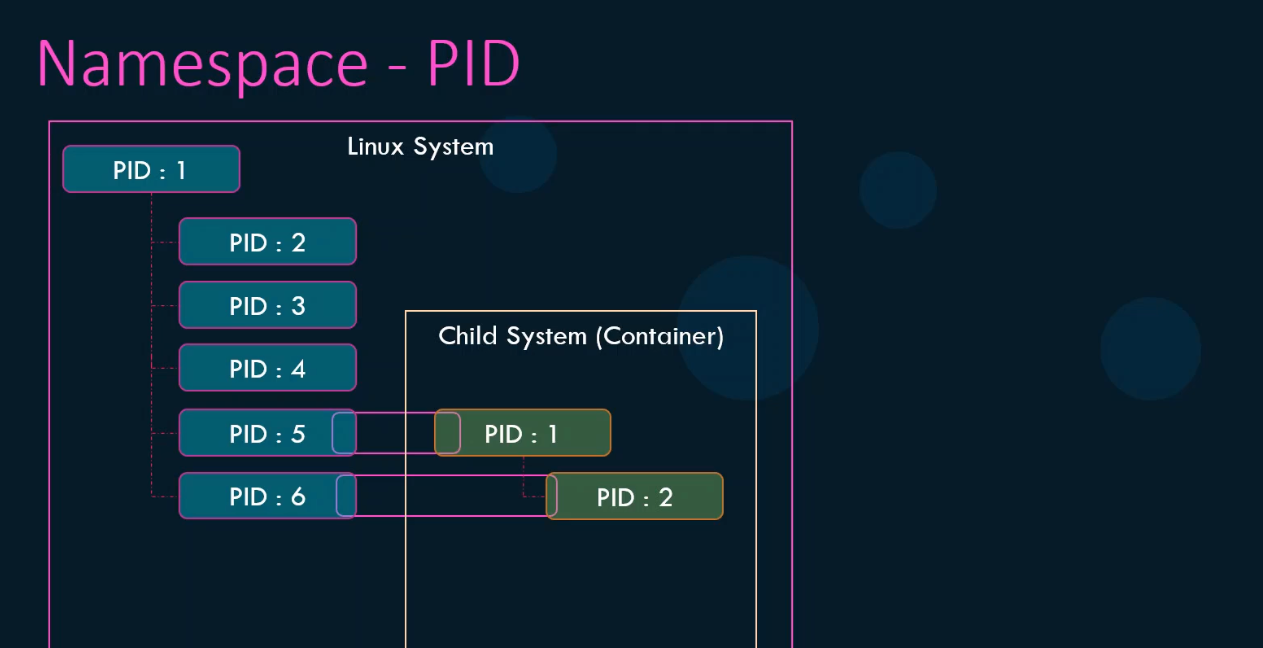 Namespace - PID
Linux System
PID : 1
PID : 2
PID : 3
PID : 4
PID : 5
PID : 6
Child System (Container)
PID : 1
PID : 2